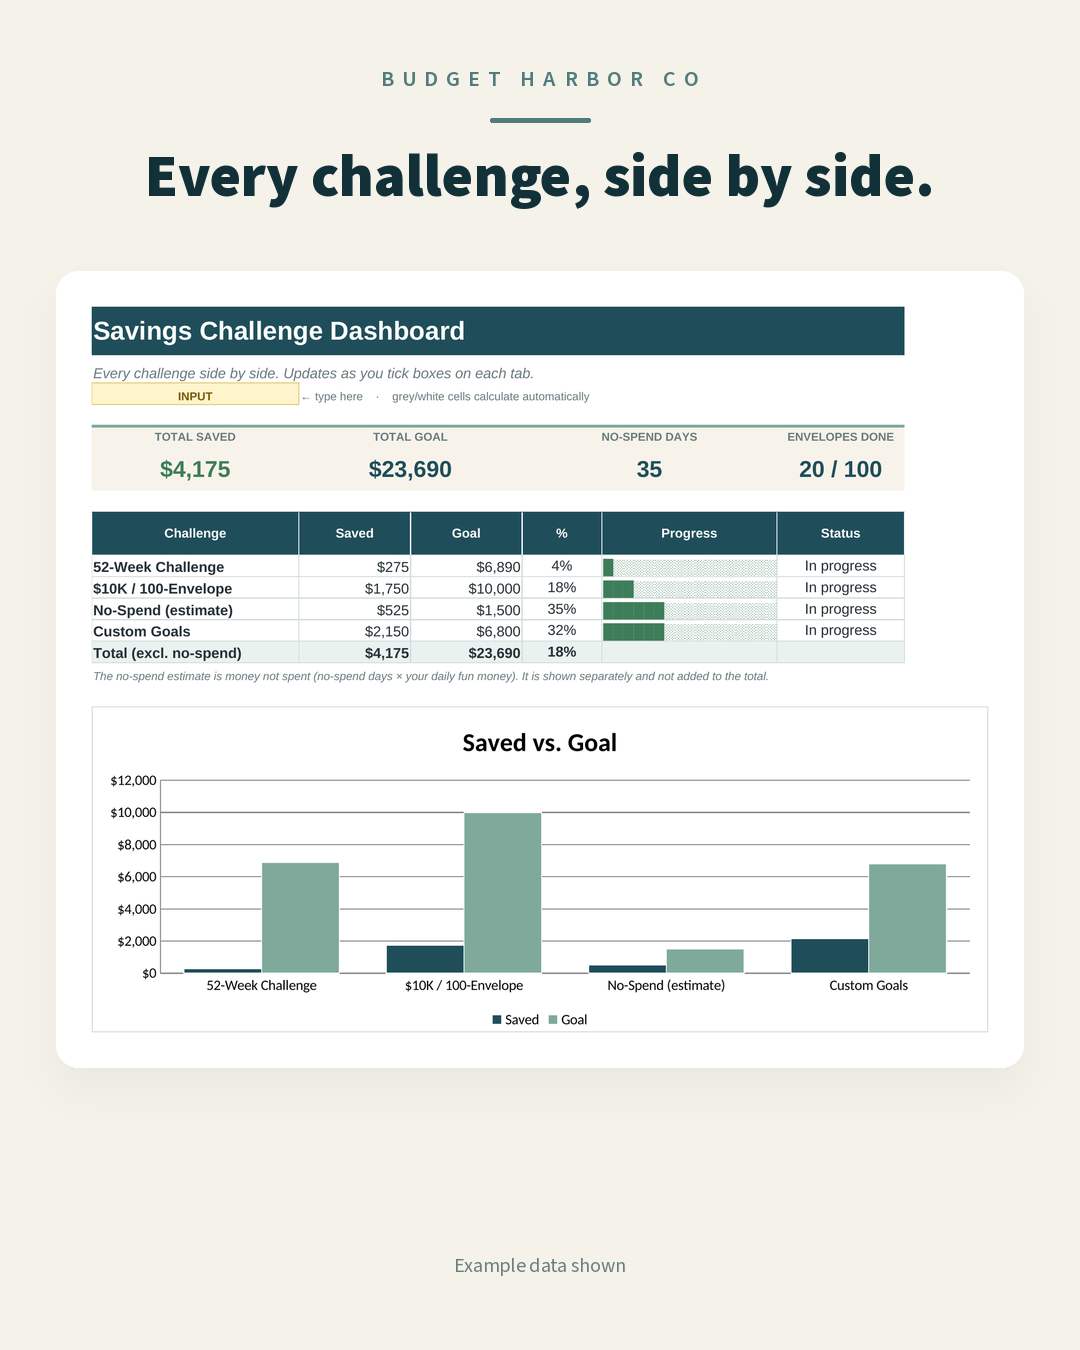 BUDGET HARBOR CO
Every challenge, side by side.
Savings Challenge Dashboard
Every challenge side by side. Updates as you tick boxes on each tab.
INPUT ← type here · grey/white cells calculate automatically
TOTAL SAVED TOTAL GOAL NO-SPEND DAYS ENVELOPES DONE
$4,175 $23,690 35 20 / 100
Challenge Saved Goal % Progress Status
52-Week Challenge $275 $6,890 4% In progress
$10K / 100-Envelope $1,750 $10,000 18% In progress
No-Spend (estimate) $525 $1,500 35% In progress
Custom Goals $2,150 $6,800 32% In progress
Total (excl. no-spend) $4,175 $23,690 18%
The no-spend estimate is money not spent (no-spend days × your daily fun money). It is shown separately and not added to the total.
Saved vs. Goal
$12,000
$10,000
$8,000
$6,000
$4,000
$2,000
$0
52-Week Challenge $10K / 100-Envelope No-Spend (estimate) Custom Goals
Saved Goal
Example data shown